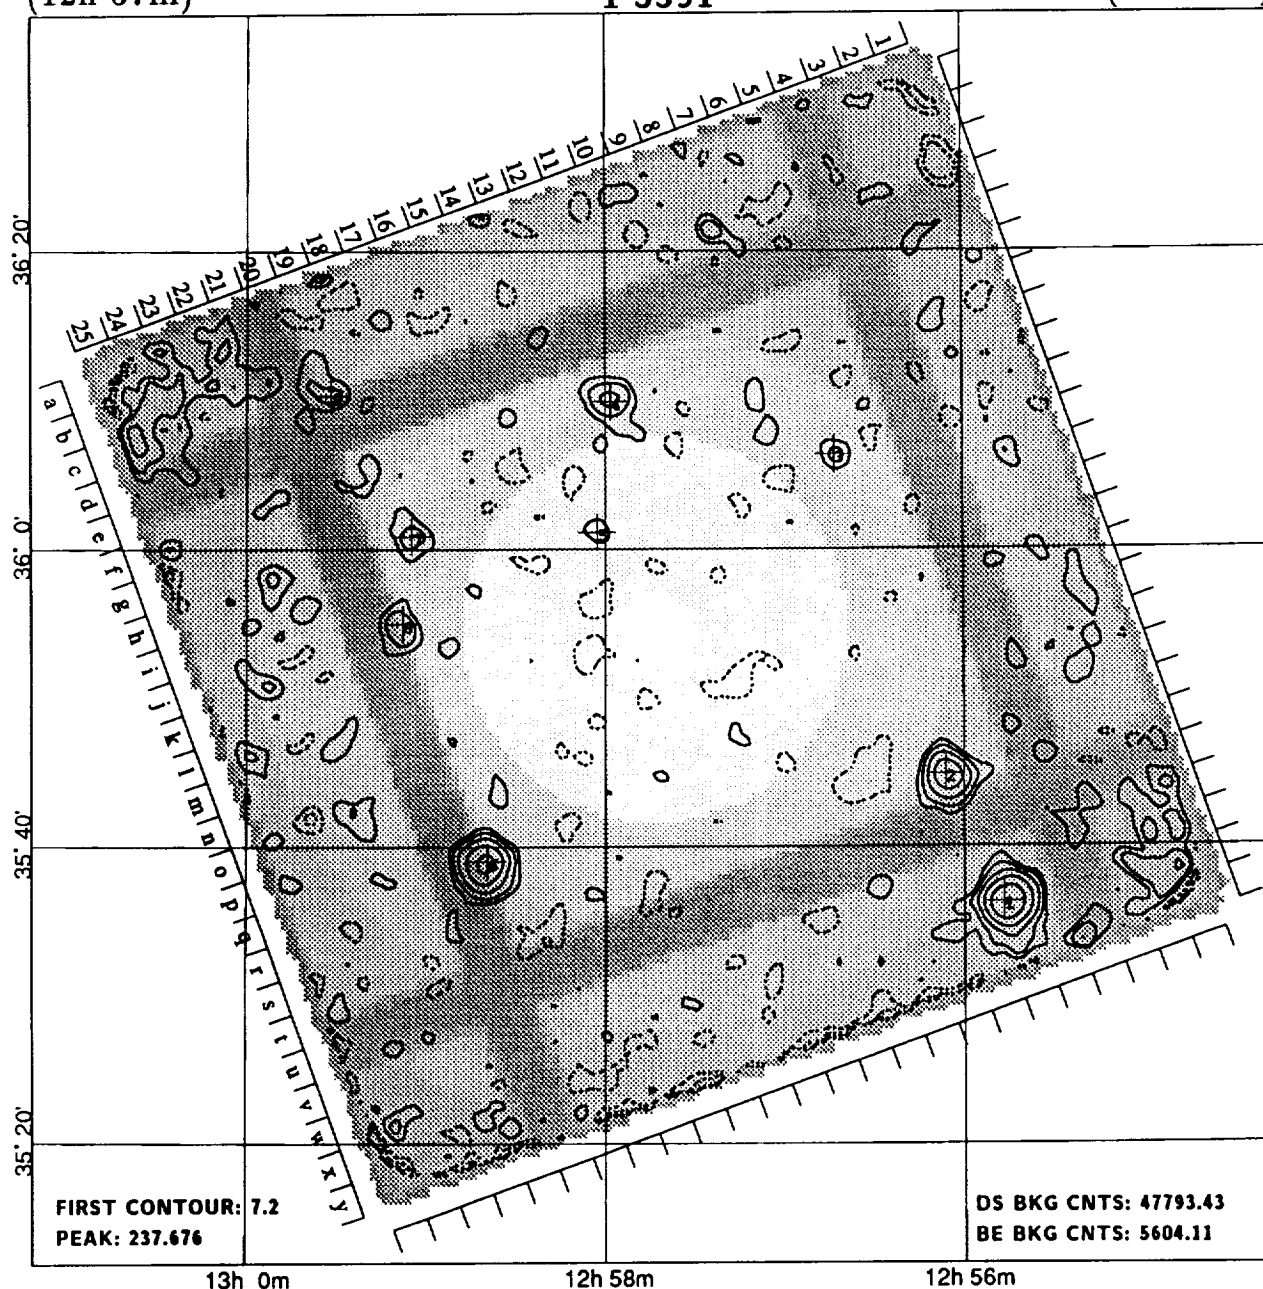 1 2 3 4 5 6 7 8 9 10 11 12 13 14 15 16 17 18 19 20 21 22 23 24 25
36° 20'
36° 0'
35° 40'
35° 20'
a b c d e f g h i j k l m n o p q r s t u v w x y
FIRST CONTOUR: 7.2
PEAK: 237.676
DS BKG CNTS: 47793.43
BE BKG CNTS: 5604.11
13h 0m
12h 58m
12h 56m